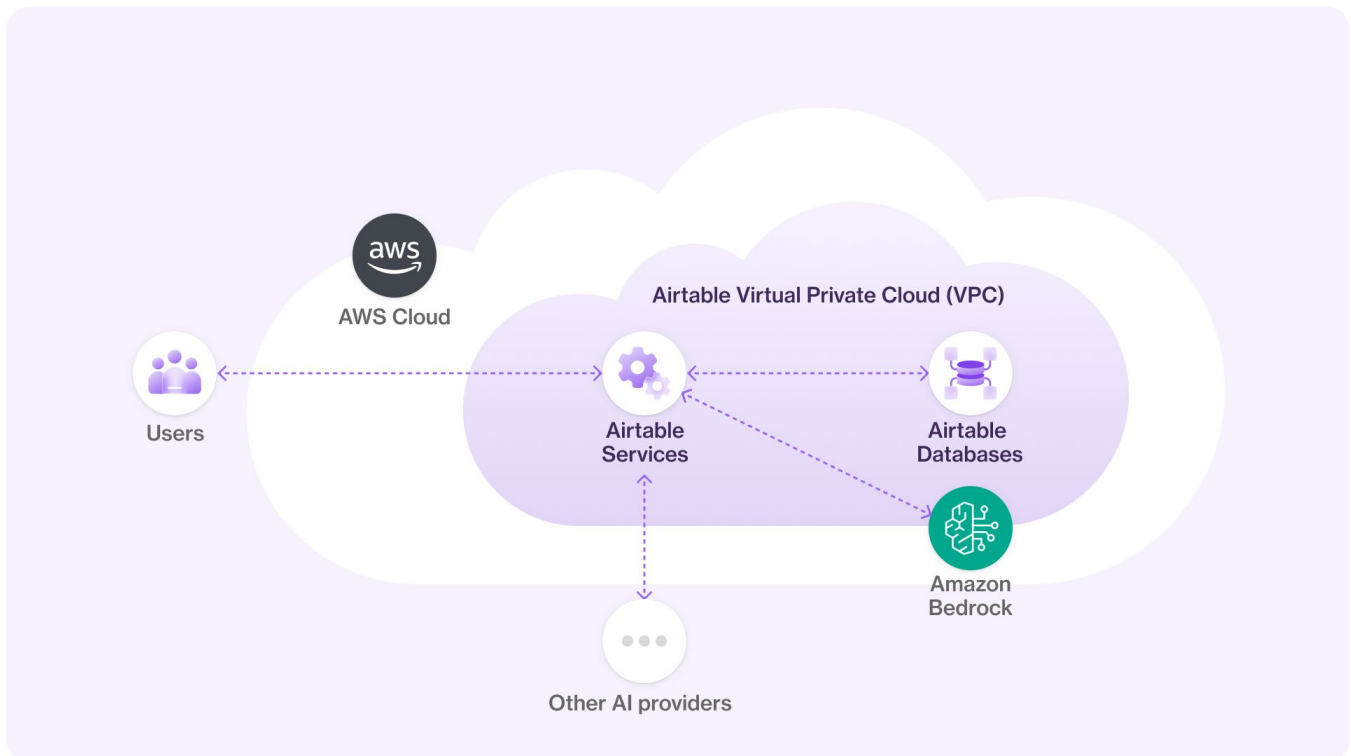 aws
AWS Cloud
Airtable Virtual Private Cloud (VPC)
Users
Airtable
Services
Airtable
Databases
Amazon
Bedrock
Other AI providers